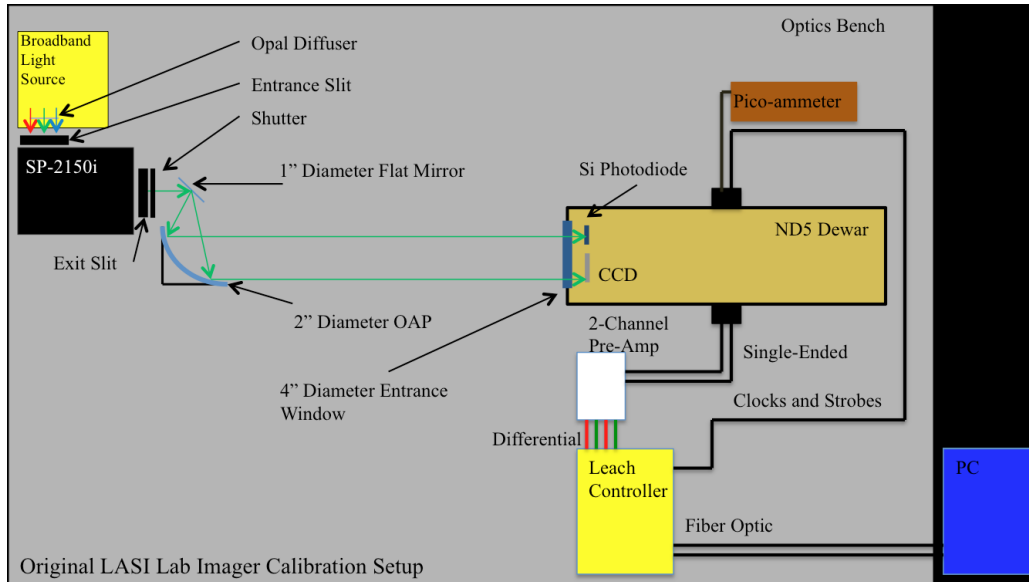 Broadband
Light
Source
Opal Diffuser
Entrance Slit
Shutter
SP-2150i
1” Diameter Flat Mirror
Exit Slit
2” Diameter OAP
4” Diameter Entrance
Window
Optics Bench
Pico-ammeter
Si Photodiode
ND5 Dewar
CCD
2-Channel
Pre-Amp
Single-Ended
Clocks and Strobes
Differential
Leach
Controller
PC
Fiber Optic
Original LASI Lab Imager Calibration Setup